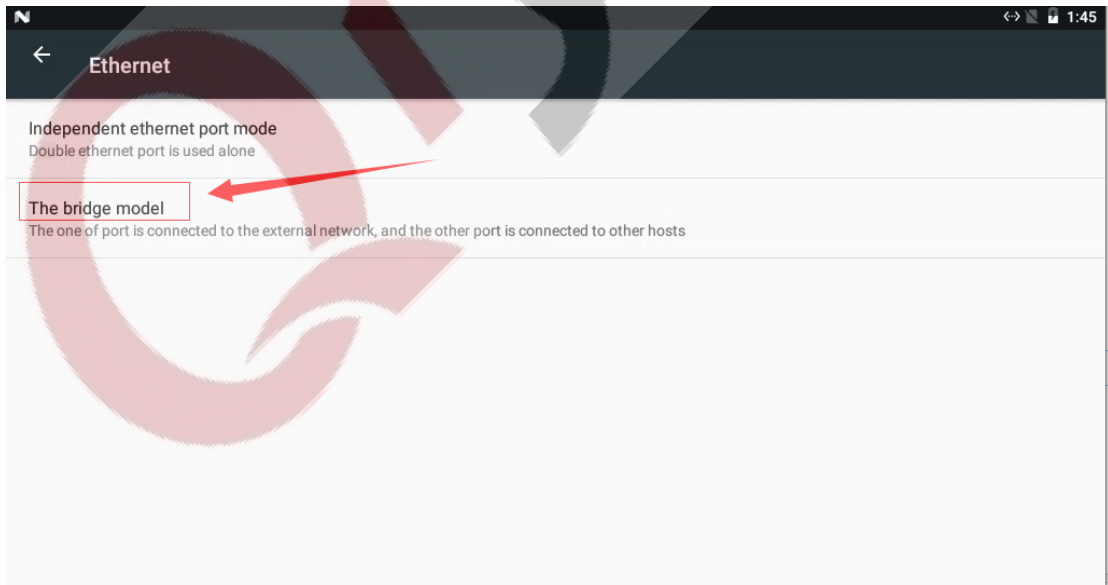 1:45
Ethernet
Independent ethernet port mode
Double ethernet port is used alone
The bridge model
The one of port is connected to the external network, and the other port is connected to other hosts